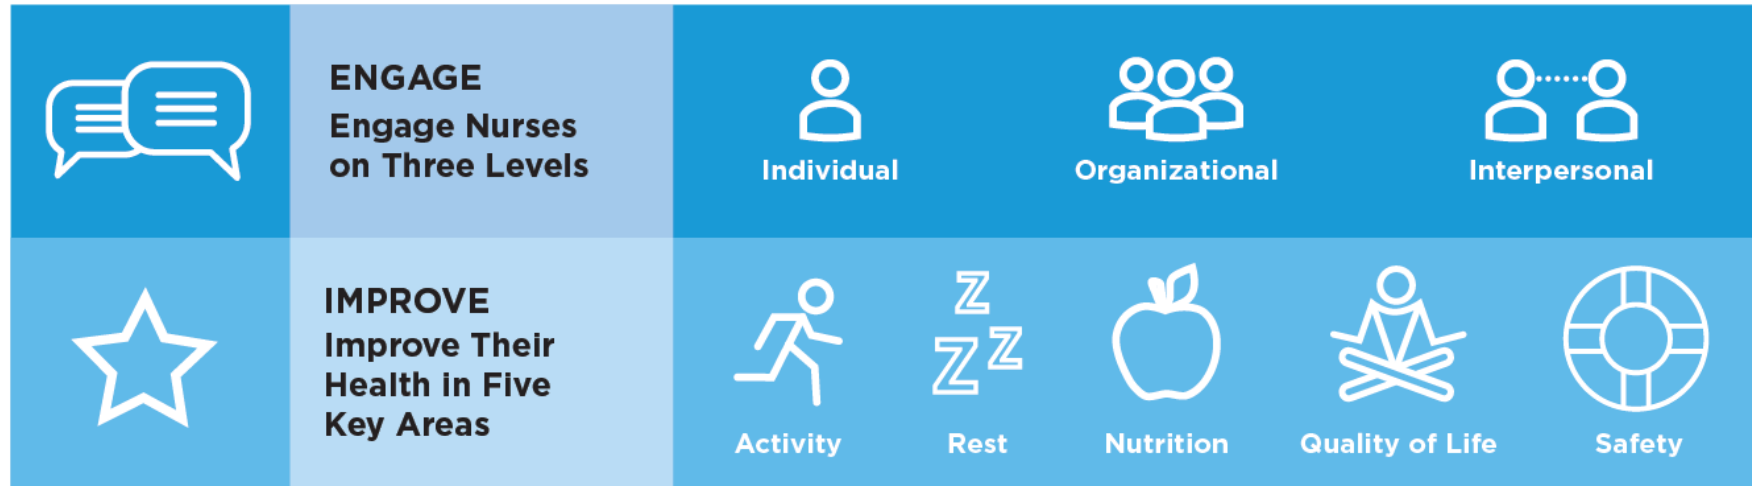 ENGAGE
Engage Nurses
on Three Levels
Individual
Organizational
Interpersonal
IMPROVE
Improve Their
Health in Five
Key Areas
Z
Z
Z
Activity
Rest
Nutrition
Quality of Life
Safety